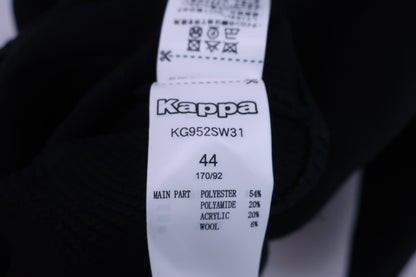 Kappa
KG952SW31
44
170/92
MAIN PART POLYESTER 54%
POLYAMIDE 20%
ACRYLIC 20%
WOOL 6%